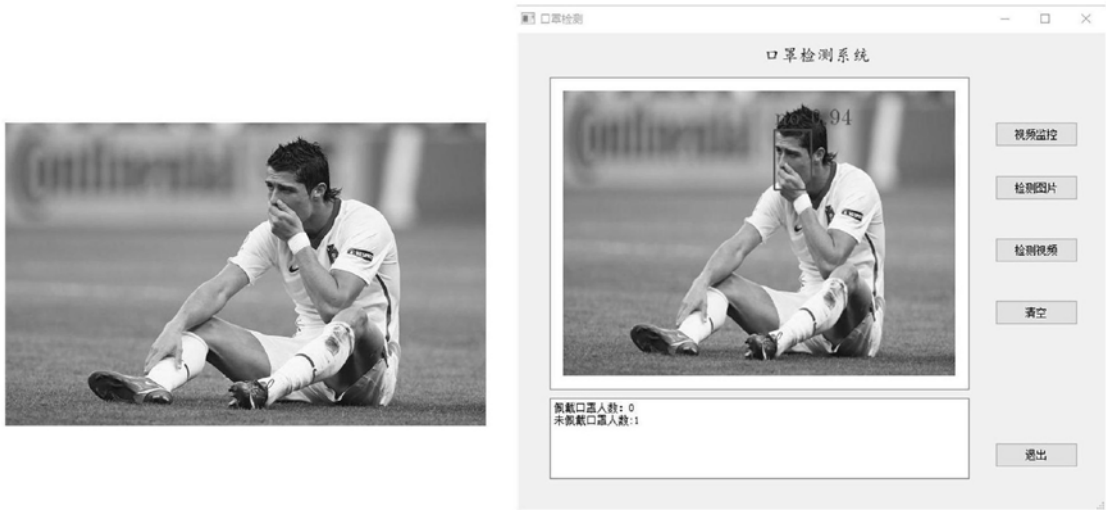 Continental
口罩检测
口罩检测系统
no 0.94
视频监控
检测图片
检测视频
清空
佩戴口罩人数：0
未佩戴口罩人数:1
退出